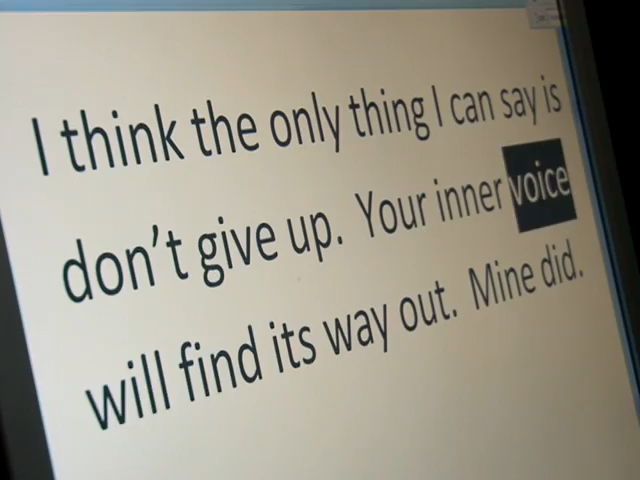 I think the only thing I can say is
don't give up.  Your inner voice
will find its way out.  Mine did.